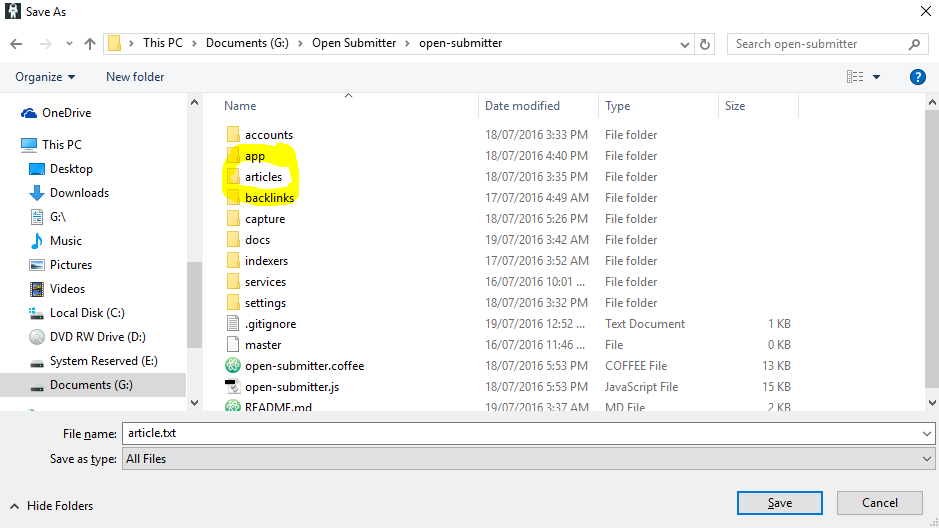 Save As
This PC > Documents (G:) > Open Submitter > open-submitter
Search open-submitter
Organize New folder
Name Date modified Type Size
OneDrive
This PC
Desktop
Downloads
G:\
Music
Pictures
Videos
Local Disk (C:)
DVD RW Drive (D:)
System Reserved (E:)
Documents (G:)
accounts 18/07/2016 3:33 PM File folder
app 18/07/2016 4:40 PM File folder
articles 18/07/2016 3:35 PM File folder
backlinks 17/07/2016 4:49 AM File folder
capture 18/07/2016 5:26 PM File folder
docs 19/07/2016 3:42 AM File folder
indexers 17/07/2016 3:52 AM File folder
services 16/07/2016 10:01 ... File folder
settings 18/07/2016 3:32 PM File folder
.gitignore 19/07/2016 12:52 ... Text Document 1 KB
master 16/07/2016 11:46 ... File 0 KB
open-submitter.coffee 18/07/2016 5:53 PM COFFEE File 13 KB
open-submitter.js 18/07/2016 5:53 PM JavaScript File 15 KB
README.md 19/07/2016 3:37 AM MD File 2 KB
File name: article.txt
Save as type: All Files
Hide Folders
Save Cancel